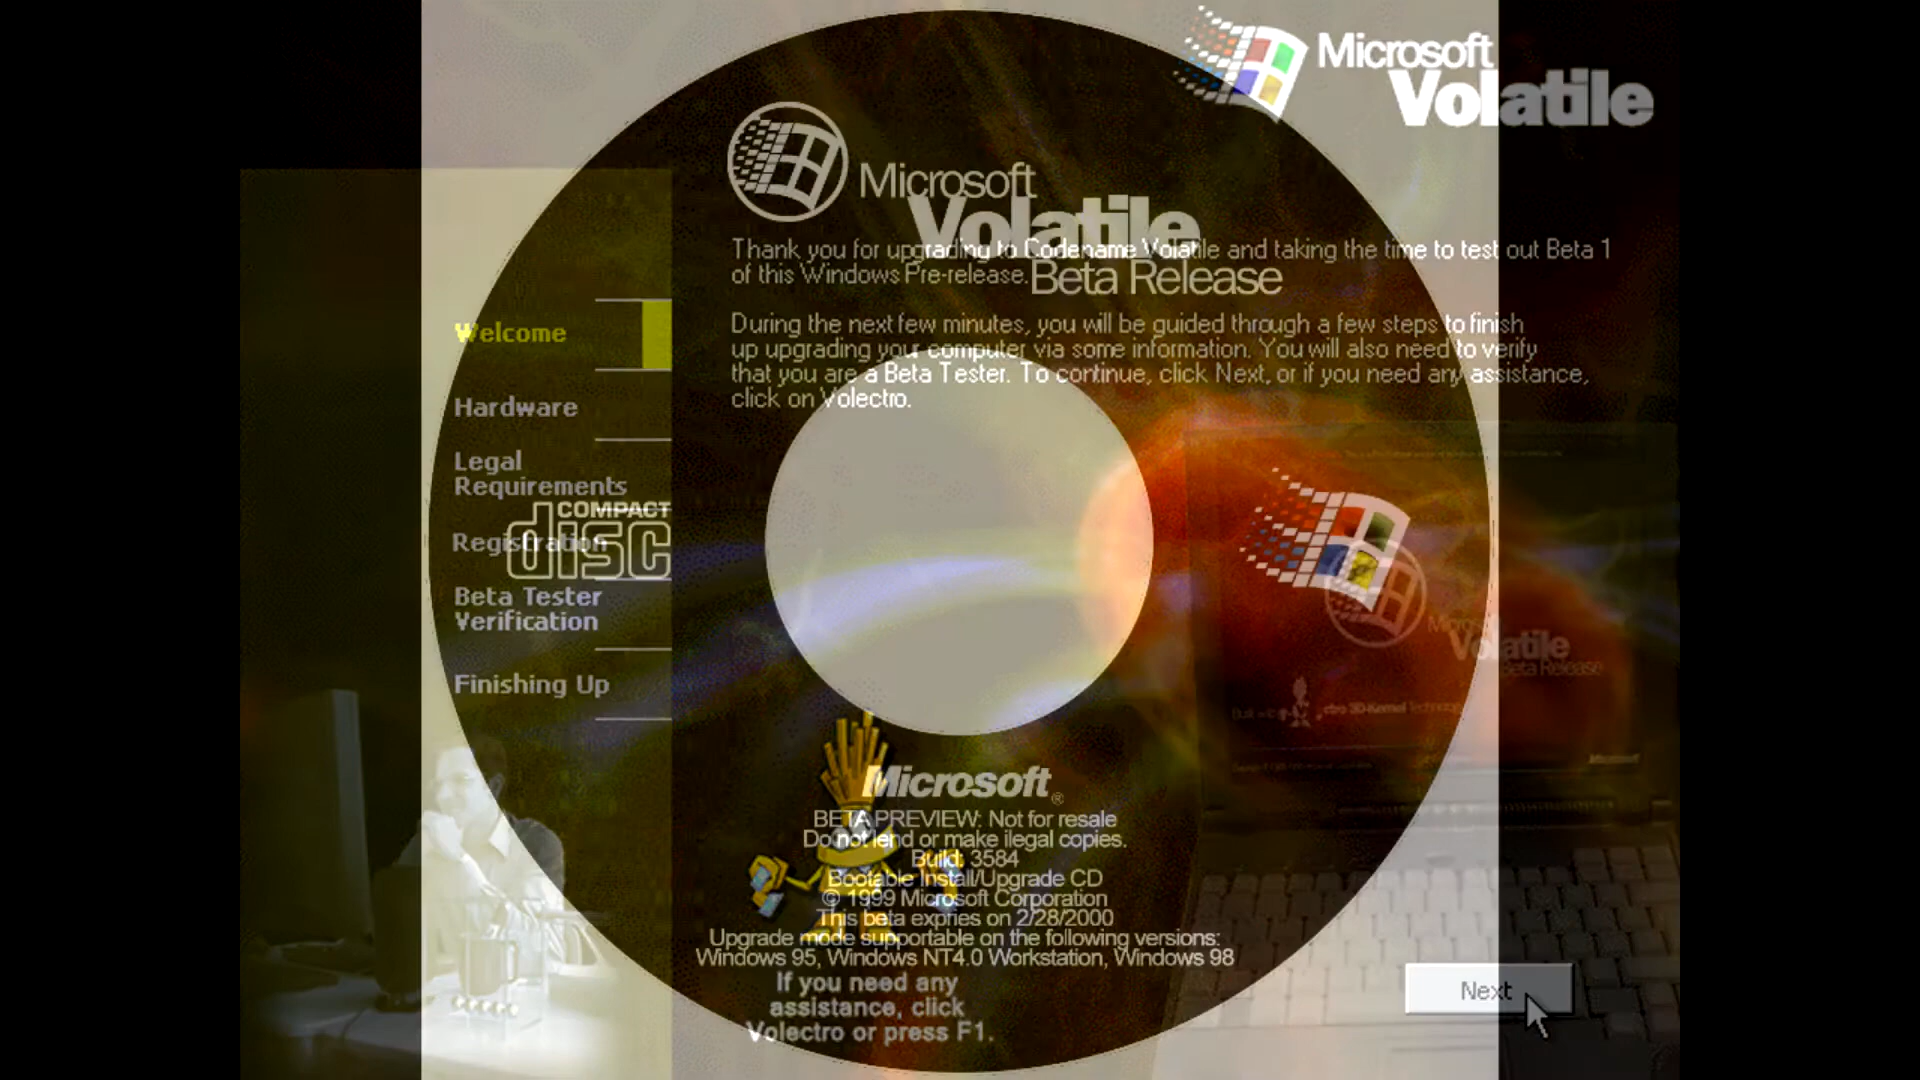 Microsoft
Volatile
Microsoft
Volatile
Beta Release
Thank you for upgrading to Codename Volatile and taking the time to test out Beta 1
of this Windows Pre-release.
During the next few minutes, you will be guided through a few steps to finish
up upgrading your computer via some information. You will also need to verify
that you are a Beta Tester. To continue, click Next, or if you need any assistance,
click on Volectro.
Welcome
Hardware
Legal
Requirements
Registration
Beta Tester
Verification
Finishing Up
COMPACT
disc
Microsoft
Volatile
Beta Release
3D-Kernel
Microsoft
Microsoft®
BETA PREVIEW: Not for resale
Do not lend or make ilegal copies.
Build: 3584
Bootable Install/Upgrade CD
© 1999 Microsoft Corporation
This beta expries on 2/28/2000
Upgrade mode supportable on the following versions:
Windows 95, Windows NT4.0 Workstation, Windows 98
If you need any
assistance, click
Volectro or press F1.
Next